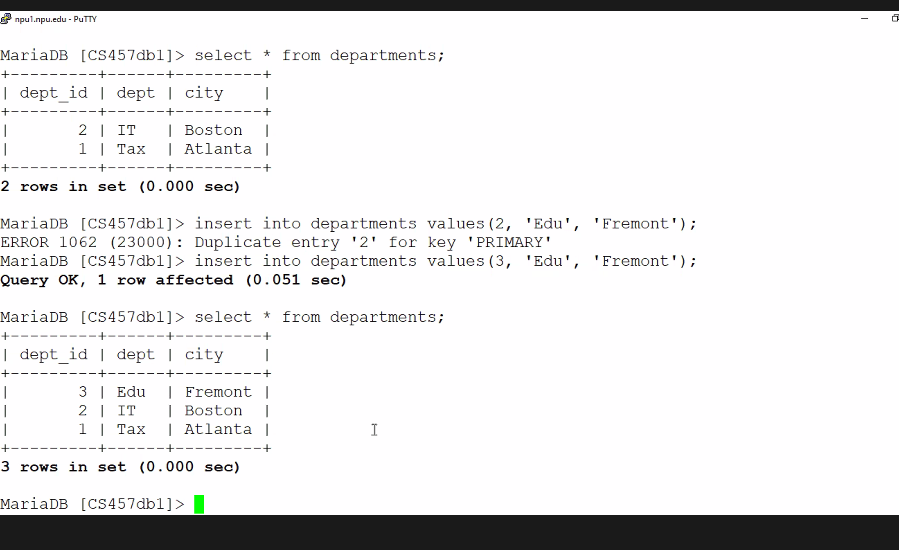 npu1.npu.edu - PuTTY
MariaDB [CS457db1]> select * from departments;
+---------+------+---------+
| dept_id | dept | city    |
+---------+------+---------+
|       2 | IT   | Boston  |
|       1 | Tax  | Atlanta |
+---------+------+---------+
2 rows in set (0.000 sec)
MariaDB [CS457db1]> insert into departments values(2, 'Edu', 'Fremont');
ERROR 1062 (23000): Duplicate entry '2' for key 'PRIMARY'
MariaDB [CS457db1]> insert into departments values(3, 'Edu', 'Fremont');
Query OK, 1 row affected (0.051 sec)
MariaDB [CS457db1]> select * from departments;
+---------+------+---------+
| dept_id | dept | city    |
+---------+------+---------+
|       3 | Edu  | Fremont |
|       2 | IT   | Boston  |
|       1 | Tax  | Atlanta |
+---------+------+---------+
3 rows in set (0.000 sec)
MariaDB [CS457db1]>